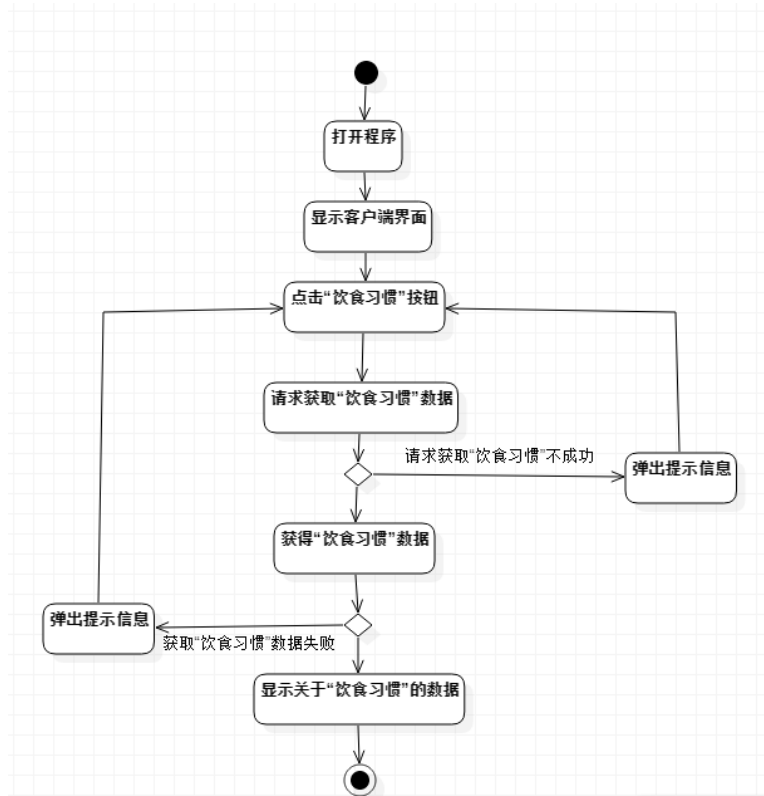 打开程序
显示客户端界面
点击“饮食习惯”按钮
请求获取“饮食习惯”数据
请求获取“饮食习惯”不成功
弹出提示信息
获得“饮食习惯”数据
弹出提示信息
获取“饮食习惯”数据失败
显示关于“饮食习惯”的数据